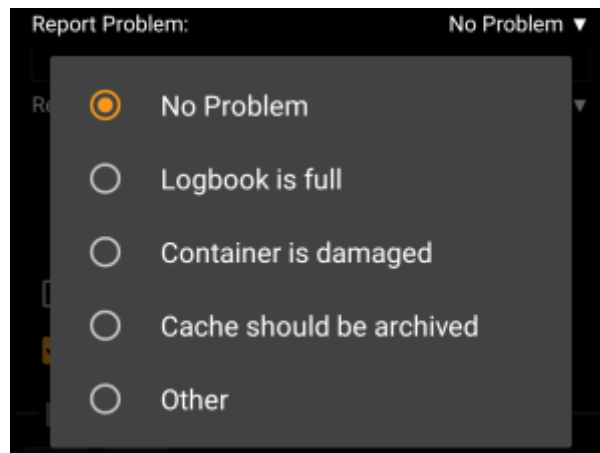 Report Problem: No Problem ▼
No Problem
Logbook is full
Container is damaged
Cache should be archived
Other